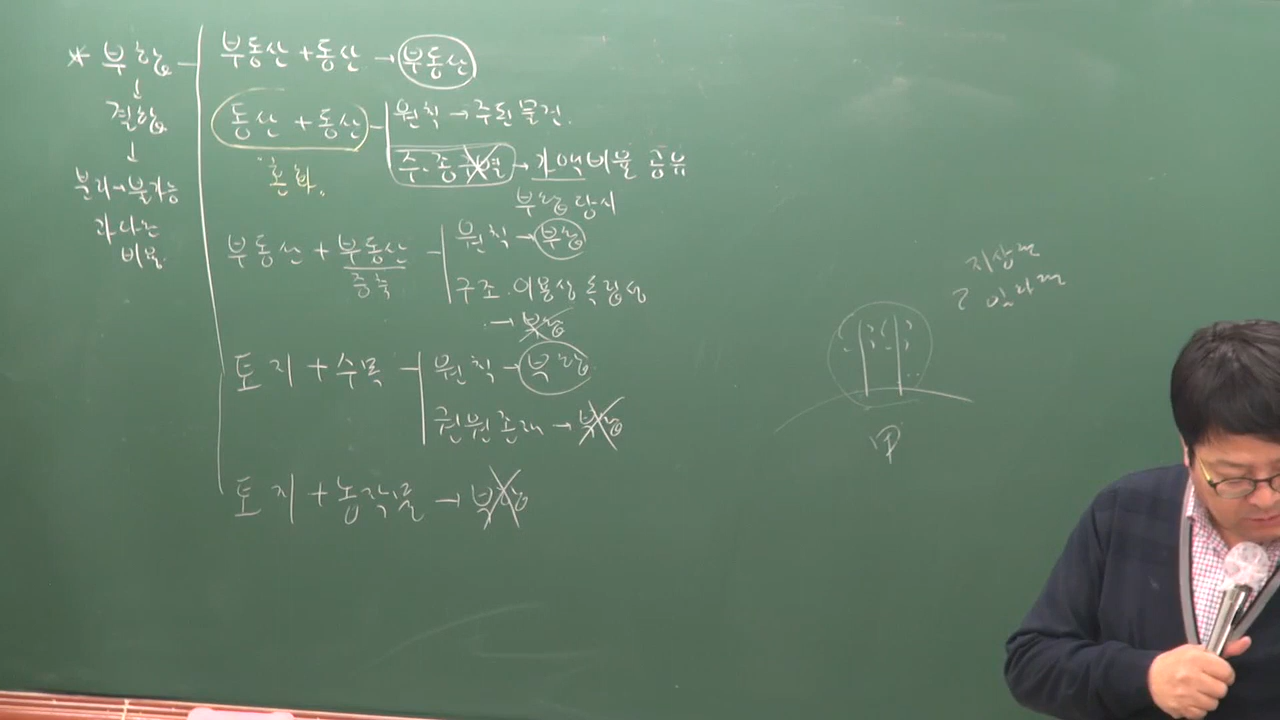 * 부합
↓
결합
↓
분리→불가능
과다한
비용
부동산 + 동산 → 부동산
동산 + 동산
"혼화"
원칙 → 주된 물건.
주·종 구별 → 가액비율 공유
부합 당시
부동산 + 부동산
증축
원칙 → 부합
구조·이용상 독립성
→ 부합
토지 + 수목
원칙 → 부합
권원존재 → 부합
토지 + 농작물 → 부합
지상권
임차권
甲